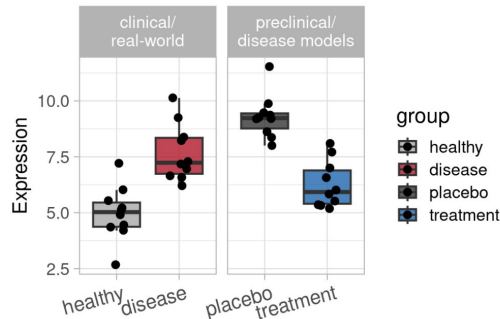 clinical/
real-world
preclinical/
disease models
Expression
10.0
7.5
5.0
2.5
healthy
disease
placebo
treatment
group
healthy
disease
placebo
treatment